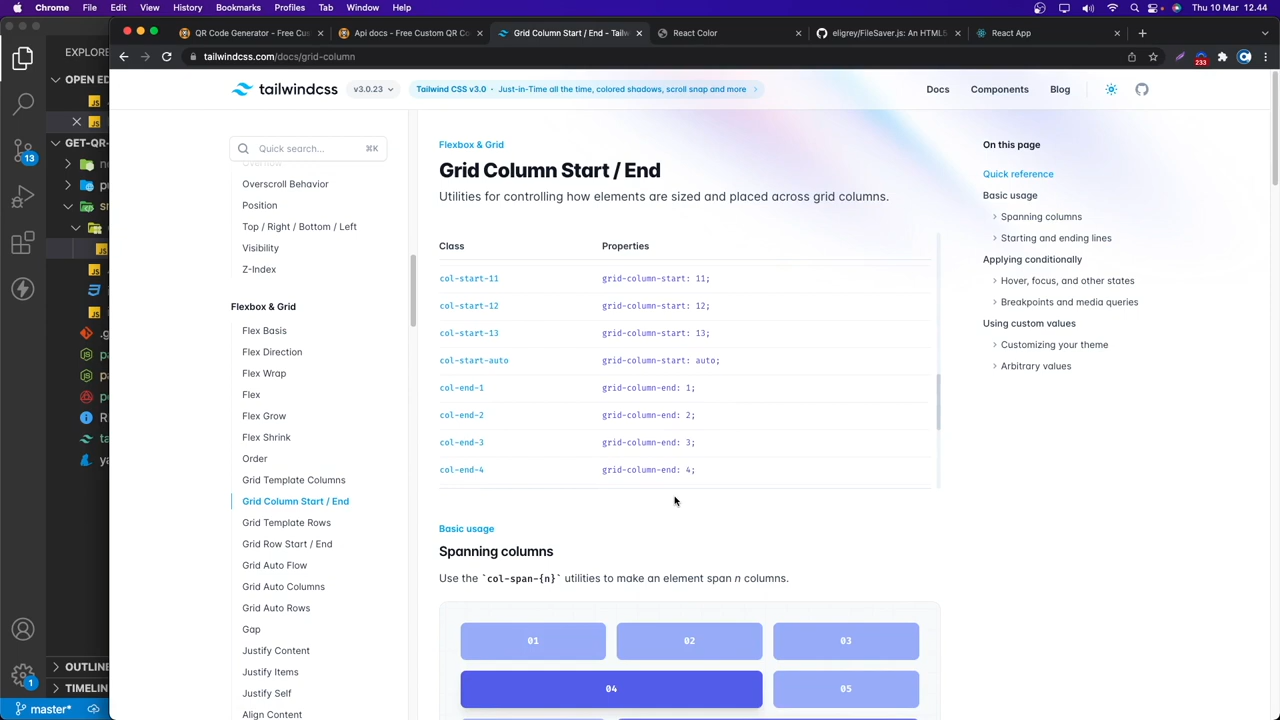 Chrome File Edit View History Bookmarks Profiles Tab Window Help
Thu 10 Mar 12.44
QR Code Generator - Free Cus
Api docs - Free Custom QR Co
Grid Column Start / End - Tailw
React Color
eligrey/FileSaver.js: An HTML5
React App
tailwindcss.com/docs/grid-column
233
EXPLORE
OPEN ED
GET-QR-
13
1
OUTLIN
TIMELIN
master*
tailwindcss
v3.0.23
Tailwind CSS v3.0 · Just-in-Time all the time, colored shadows, scroll snap and more
Docs
Components
Blog
Quick search...
⌘K
Overflow
Overscroll Behavior
Position
Top / Right / Bottom / Left
Visibility
Z-Index
Flexbox & Grid
Flex Basis
Flex Direction
Flex Wrap
Flex
Flex Grow
Flex Shrink
Order
Grid Template Columns
Grid Column Start / End
Grid Template Rows
Grid Row Start / End
Grid Auto Flow
Grid Auto Columns
Grid Auto Rows
Gap
Justify Content
Justify Items
Justify Self
Align Content
Flexbox & Grid
Grid Column Start / End
Utilities for controlling how elements are sized and placed across grid columns.
Class Properties
col-start-11 grid-column-start: 11;
col-start-12 grid-column-start: 12;
col-start-13 grid-column-start: 13;
col-start-auto grid-column-start: auto;
col-end-1 grid-column-end: 1;
col-end-2 grid-column-end: 2;
col-end-3 grid-column-end: 3;
col-end-4 grid-column-end: 4;
Basic usage
Spanning columns
Use the `col-span-{n}` utilities to make an element span n columns.
01 02 03
04 05
On this page
Quick reference
Basic usage
Spanning columns
Starting and ending lines
Applying conditionally
Hover, focus, and other states
Breakpoints and media queries
Using custom values
Customizing your theme
Arbitrary values